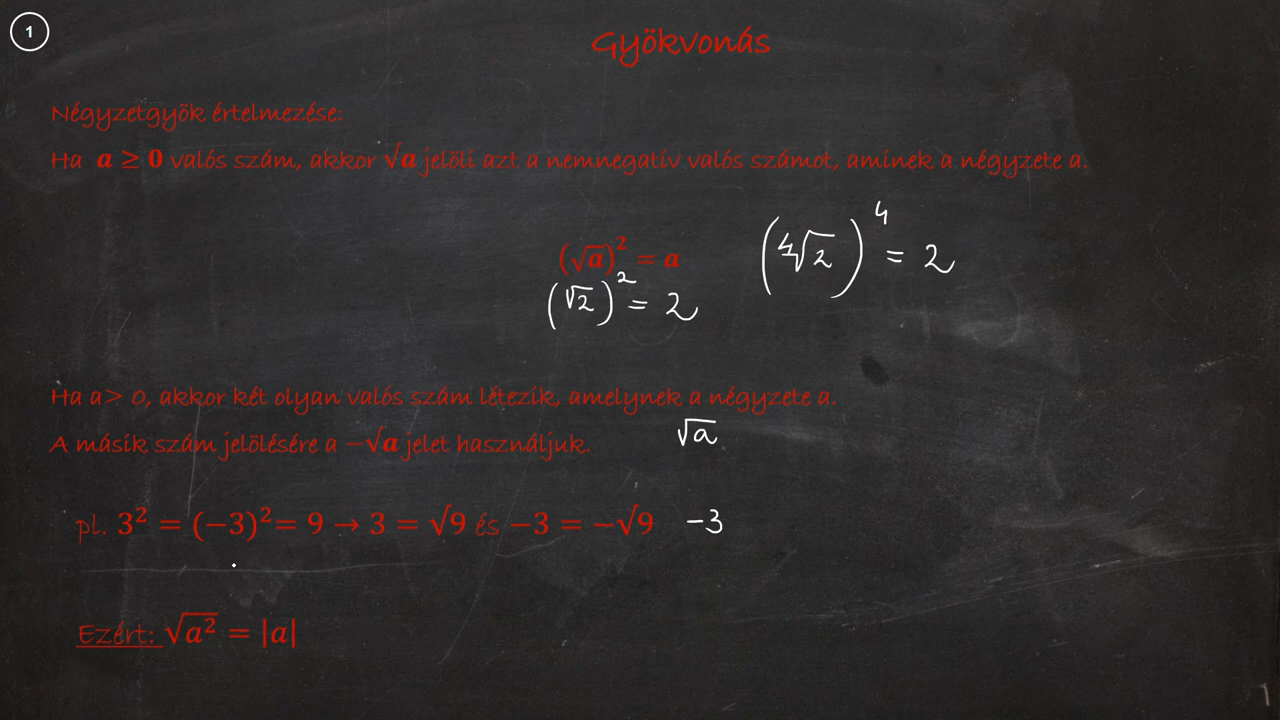 1
Gyökvonás
Négyzetgyök értelmezése:
Ha a ≥ 0 valós szám, akkor √a jelöli azt a nemnegatív valós számot, aminek a négyzete a.
(√a)² = a
(∜2)⁴ = 2
(√2)² = 2
Ha a > 0, akkor két olyan valós szám létezik, amelynek a négyzete a.
A másik szám jelölésére a −√a jelet használjuk. √a
pl. 3² = (−3)² = 9 → 3 = √9 és −3 = −√9 −3
Ezért: √a² = |a|